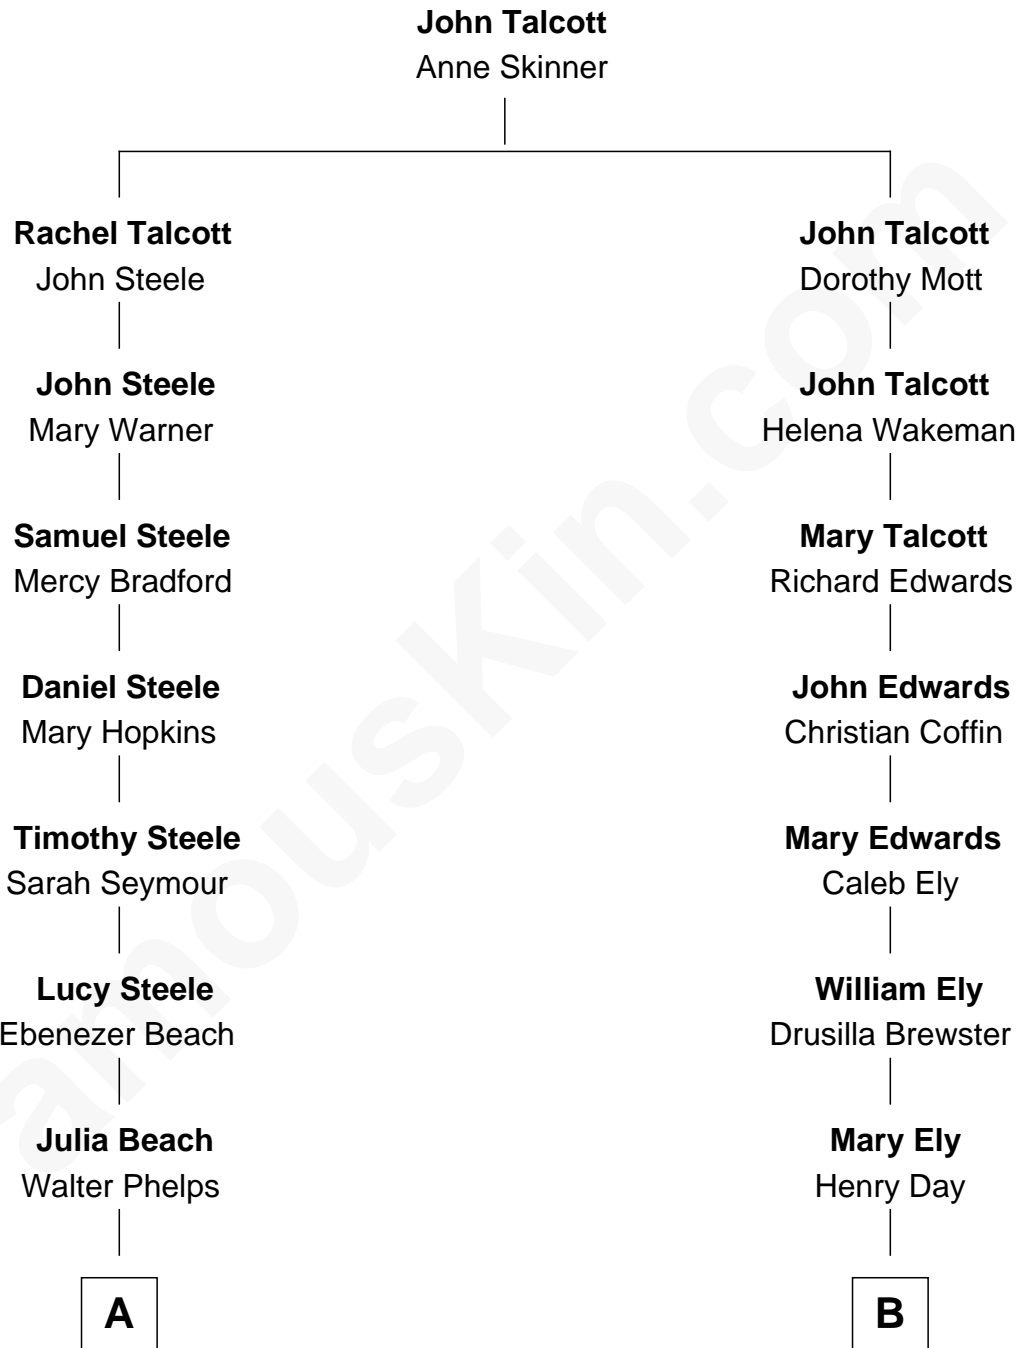 John Talcott
Anne Skinner
Rachel Talcott
John Steele
John Talcott
Dorothy Mott
John Steele
Mary Warner
John Talcott
Helena Wakeman
Samuel Steele
Mercy Bradford
Mary Talcott
Richard Edwards
Daniel Steele
Mary Hopkins
John Edwards
Christian Coffin
Timothy Steele
Sarah Seymour
Mary Edwards
Caleb Ely
Lucy Steele
Ebenezer Beach
William Ely
Drusilla Brewster
Julia Beach
Walter Phelps
Mary Ely
Henry Day
A
B
amousKin.com